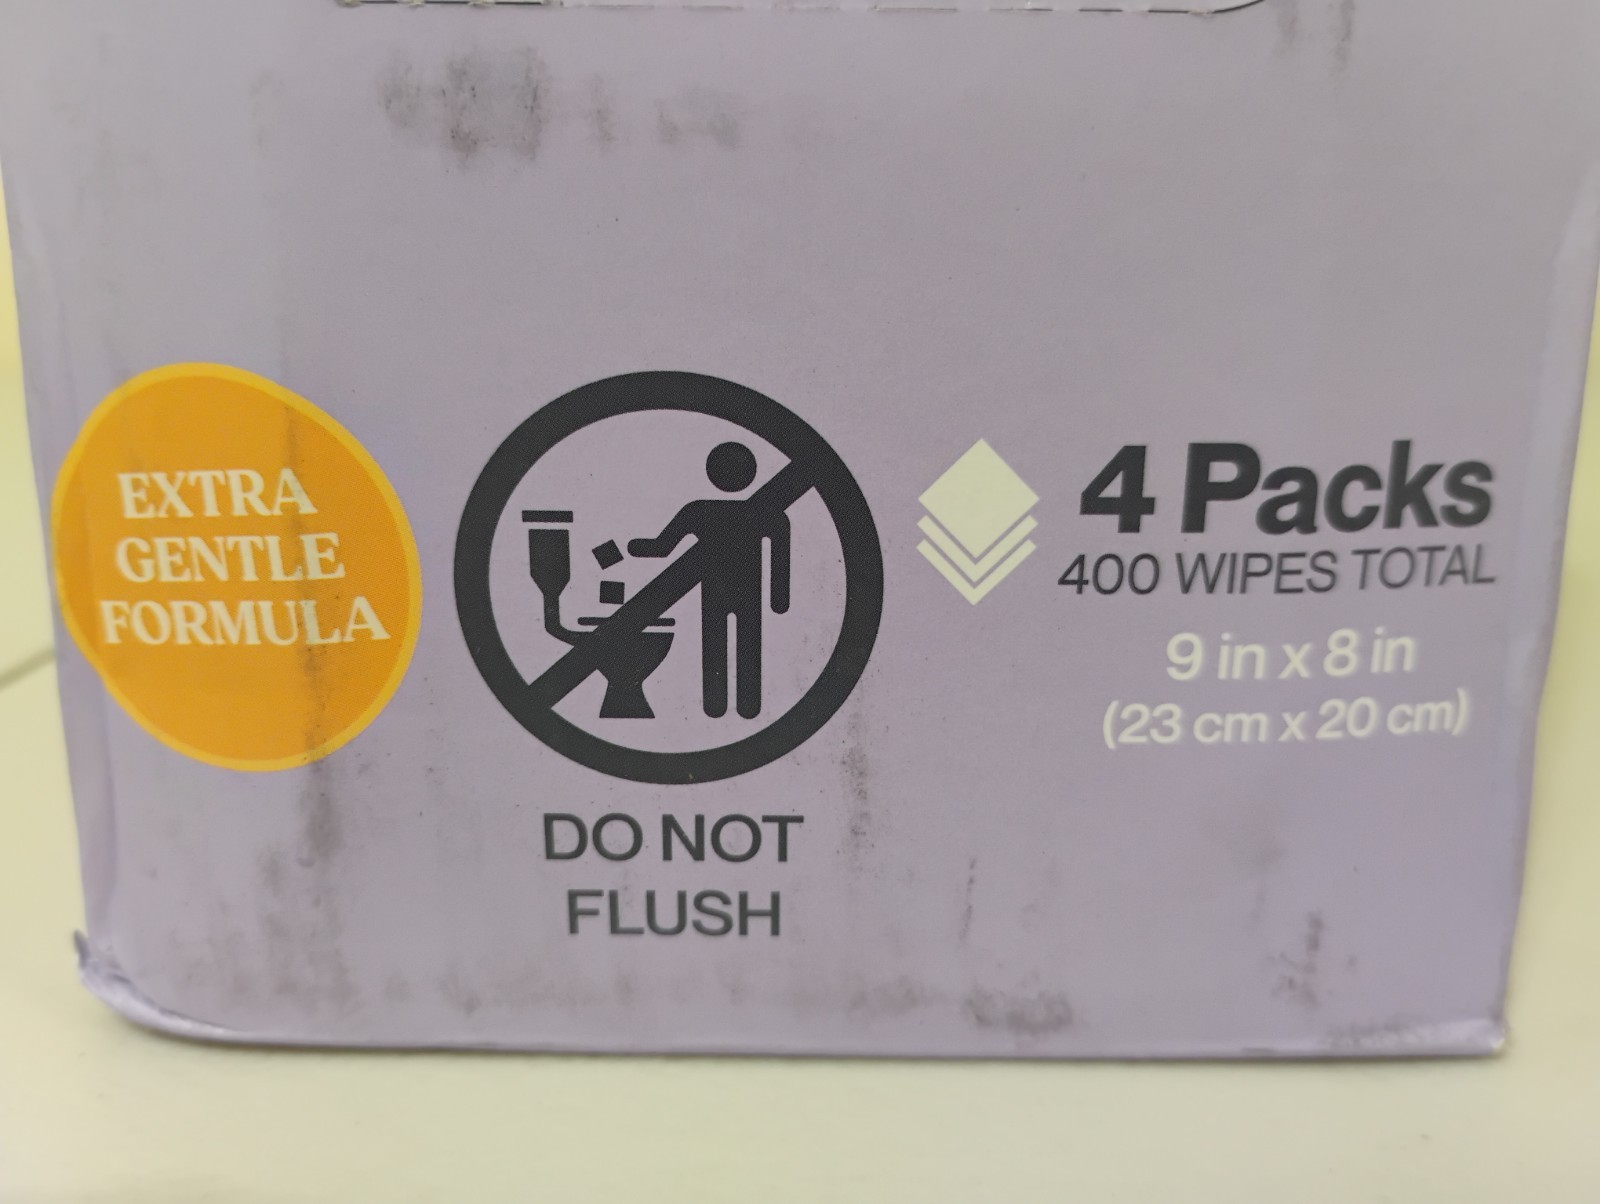 EXTRA
GENTLE
FORMULA
DO NOT
FLUSH
4 Packs
400 WIPES TOTAL
9 in x 8 in
(23 cm x 20 cm)